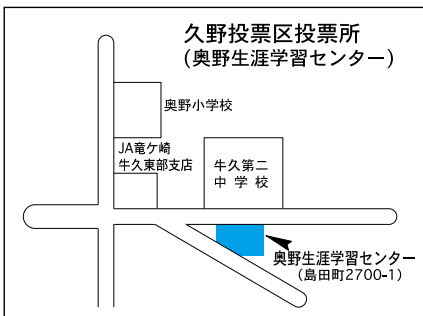 久野投票区投票所
(奥野生涯学習センター)
奥野小学校
JA竜ケ崎
牛久東部支店
牛久第二
中学校
奥野生涯学習センター
(島田町2700-1)